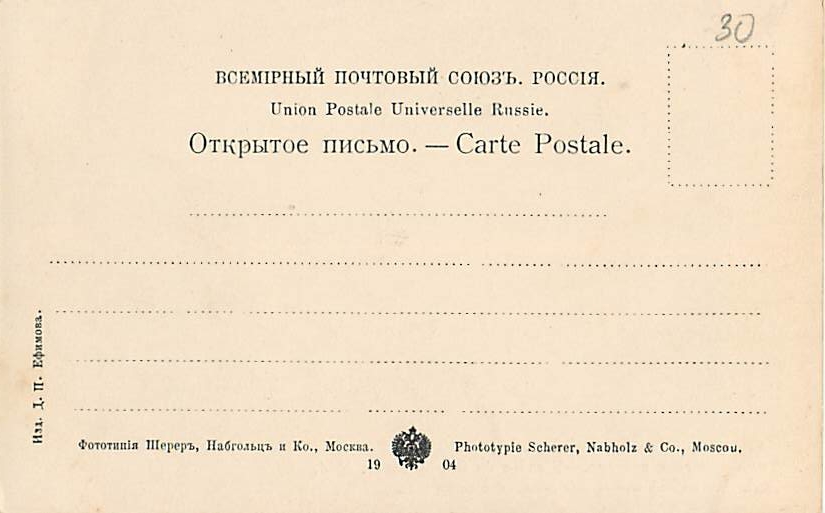 30
ВСЕМІРНЫЙ ПОЧТОВЫЙ СОЮЗЪ. РОССІЯ.
Union Postale Universelle Russie.
Открытое письмо. — Carte Postale.
Изд. Д. П. Ефимова.
Фототипія Шереръ, Набгольцъ и Ко., Москва. Phototypie Scherer, Nabholz & Co., Moscou.
19 04